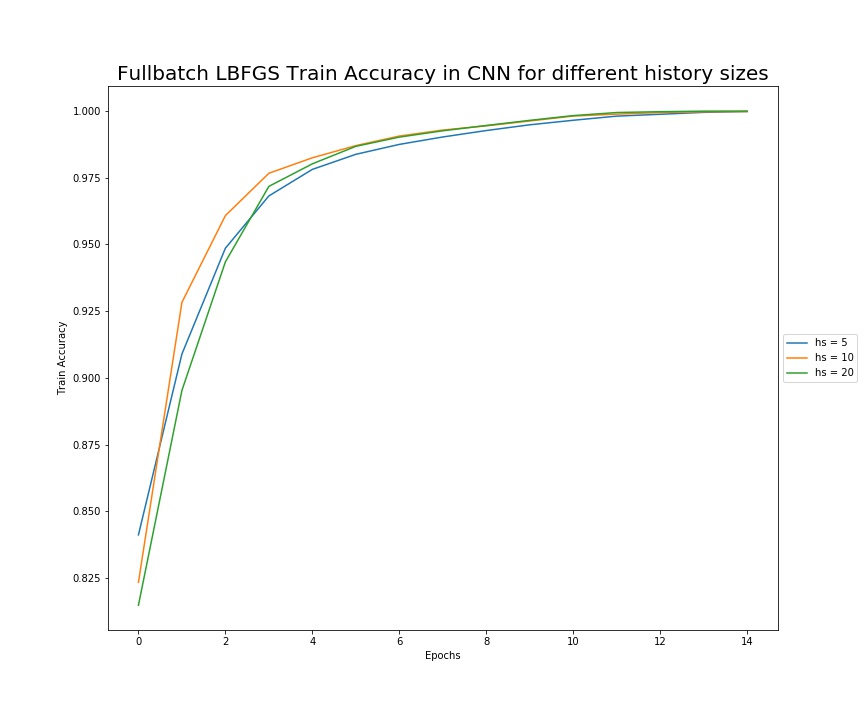 Fullbatch LBFGS Train Accuracy in CNN for different history sizes
1.000
0.975
0.950
0.925
0.900
0.875
0.850
0.825
Train Accuracy
0 2 4 6 8 10 12 14
Epochs
hs = 5
hs = 10
hs = 20